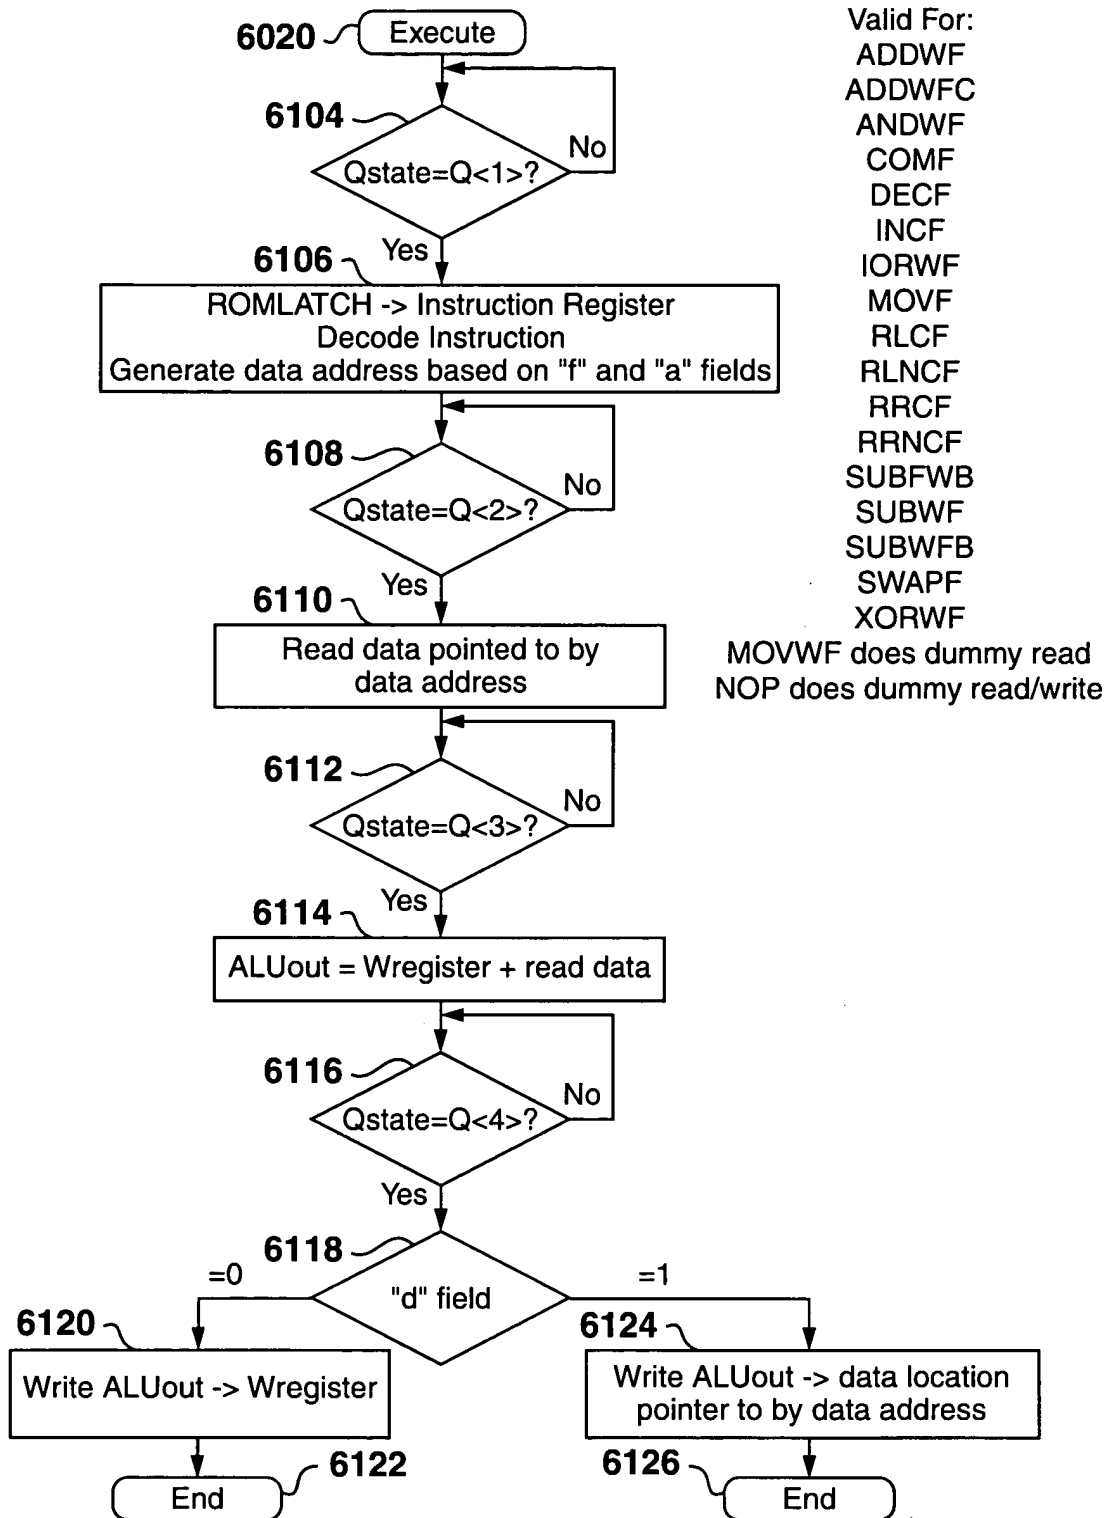 6020 Execute
6104
Qstate=Q<1>?
No
Yes
6106
ROMLATCH -> Instruction Register
Decode Instruction
Generate data address based on "f" and "a" fields
6108
Qstate=Q<2>?
No
Yes
6110
Read data pointed to by
data address
6112
Qstate=Q<3>?
No
Yes
6114
ALUout = Wregister + read data
6116
Qstate=Q<4>?
No
Yes
6118
"d" field
=0
=1
6120
Write ALUout -> Wregister
6122
End
6124
Write ALUout -> data location
pointer to by data address
6126
End
Valid For:
ADDWF
ADDWFC
ANDWF
COMF
DECF
INCF
IORWF
MOVF
RLCF
RLNCF
RRCF
RRNCF
SUBFWB
SUBWF
SUBWFB
SWAPF
XORWF
MOVWF does dummy read
NOP does dummy read/write